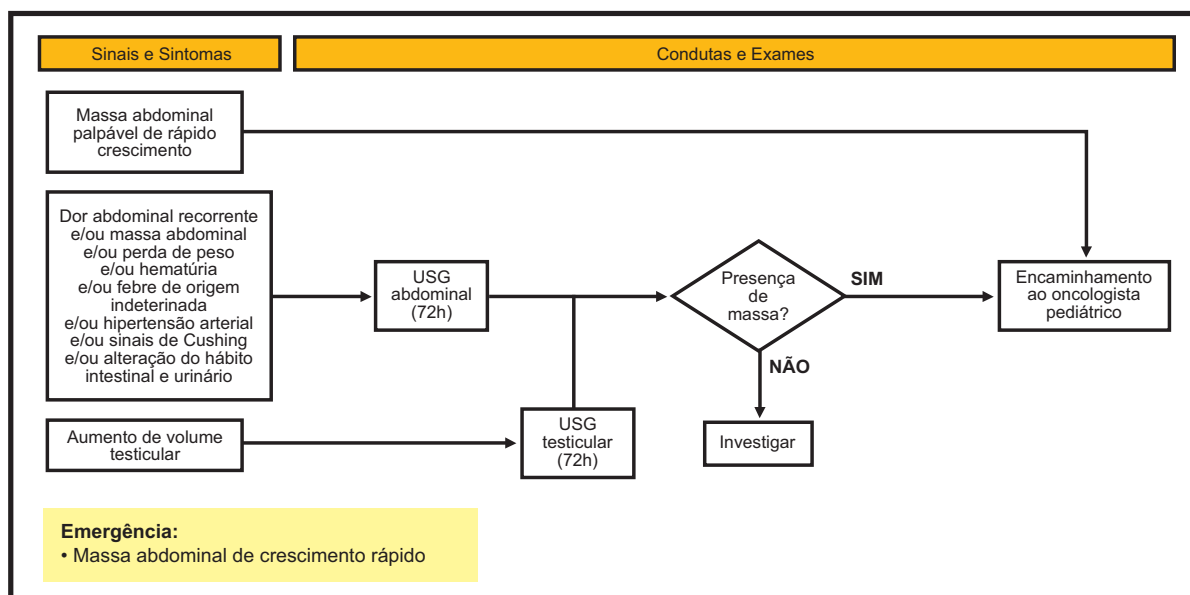 Sinais e Sintomas
Condutas e Exames
Massa abdominal
palpável de rápido
crescimento
Dor abdominal recorrente
e/ou massa abdominal
e/ou perda de peso
e/ou hematúria
e/ou febre de origem
indeterinada
e/ou hipertensão arterial
e/ou sinais de Cushing
e/ou alteração do hábito
intestinal e urinário
USG
abdominal
(72h)
Presença
de
massa?
SIM
Encaminhamento
ao oncologista
pediátrico
NÃO
Aumento de volume
testicular
USG
testicular
(72h)
Investigar
Emergência:
• Massa abdominal de crescimento rápido